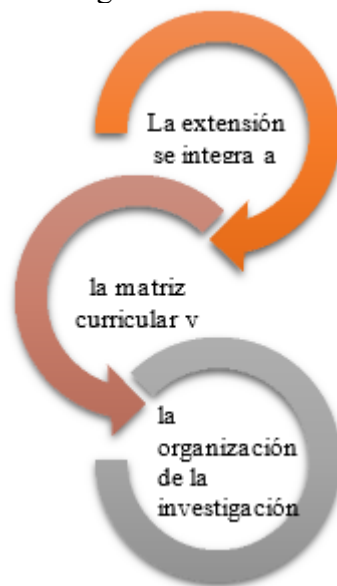 La extensión
se integra a
la matriz
curricular y
la
organización
de la
investigación